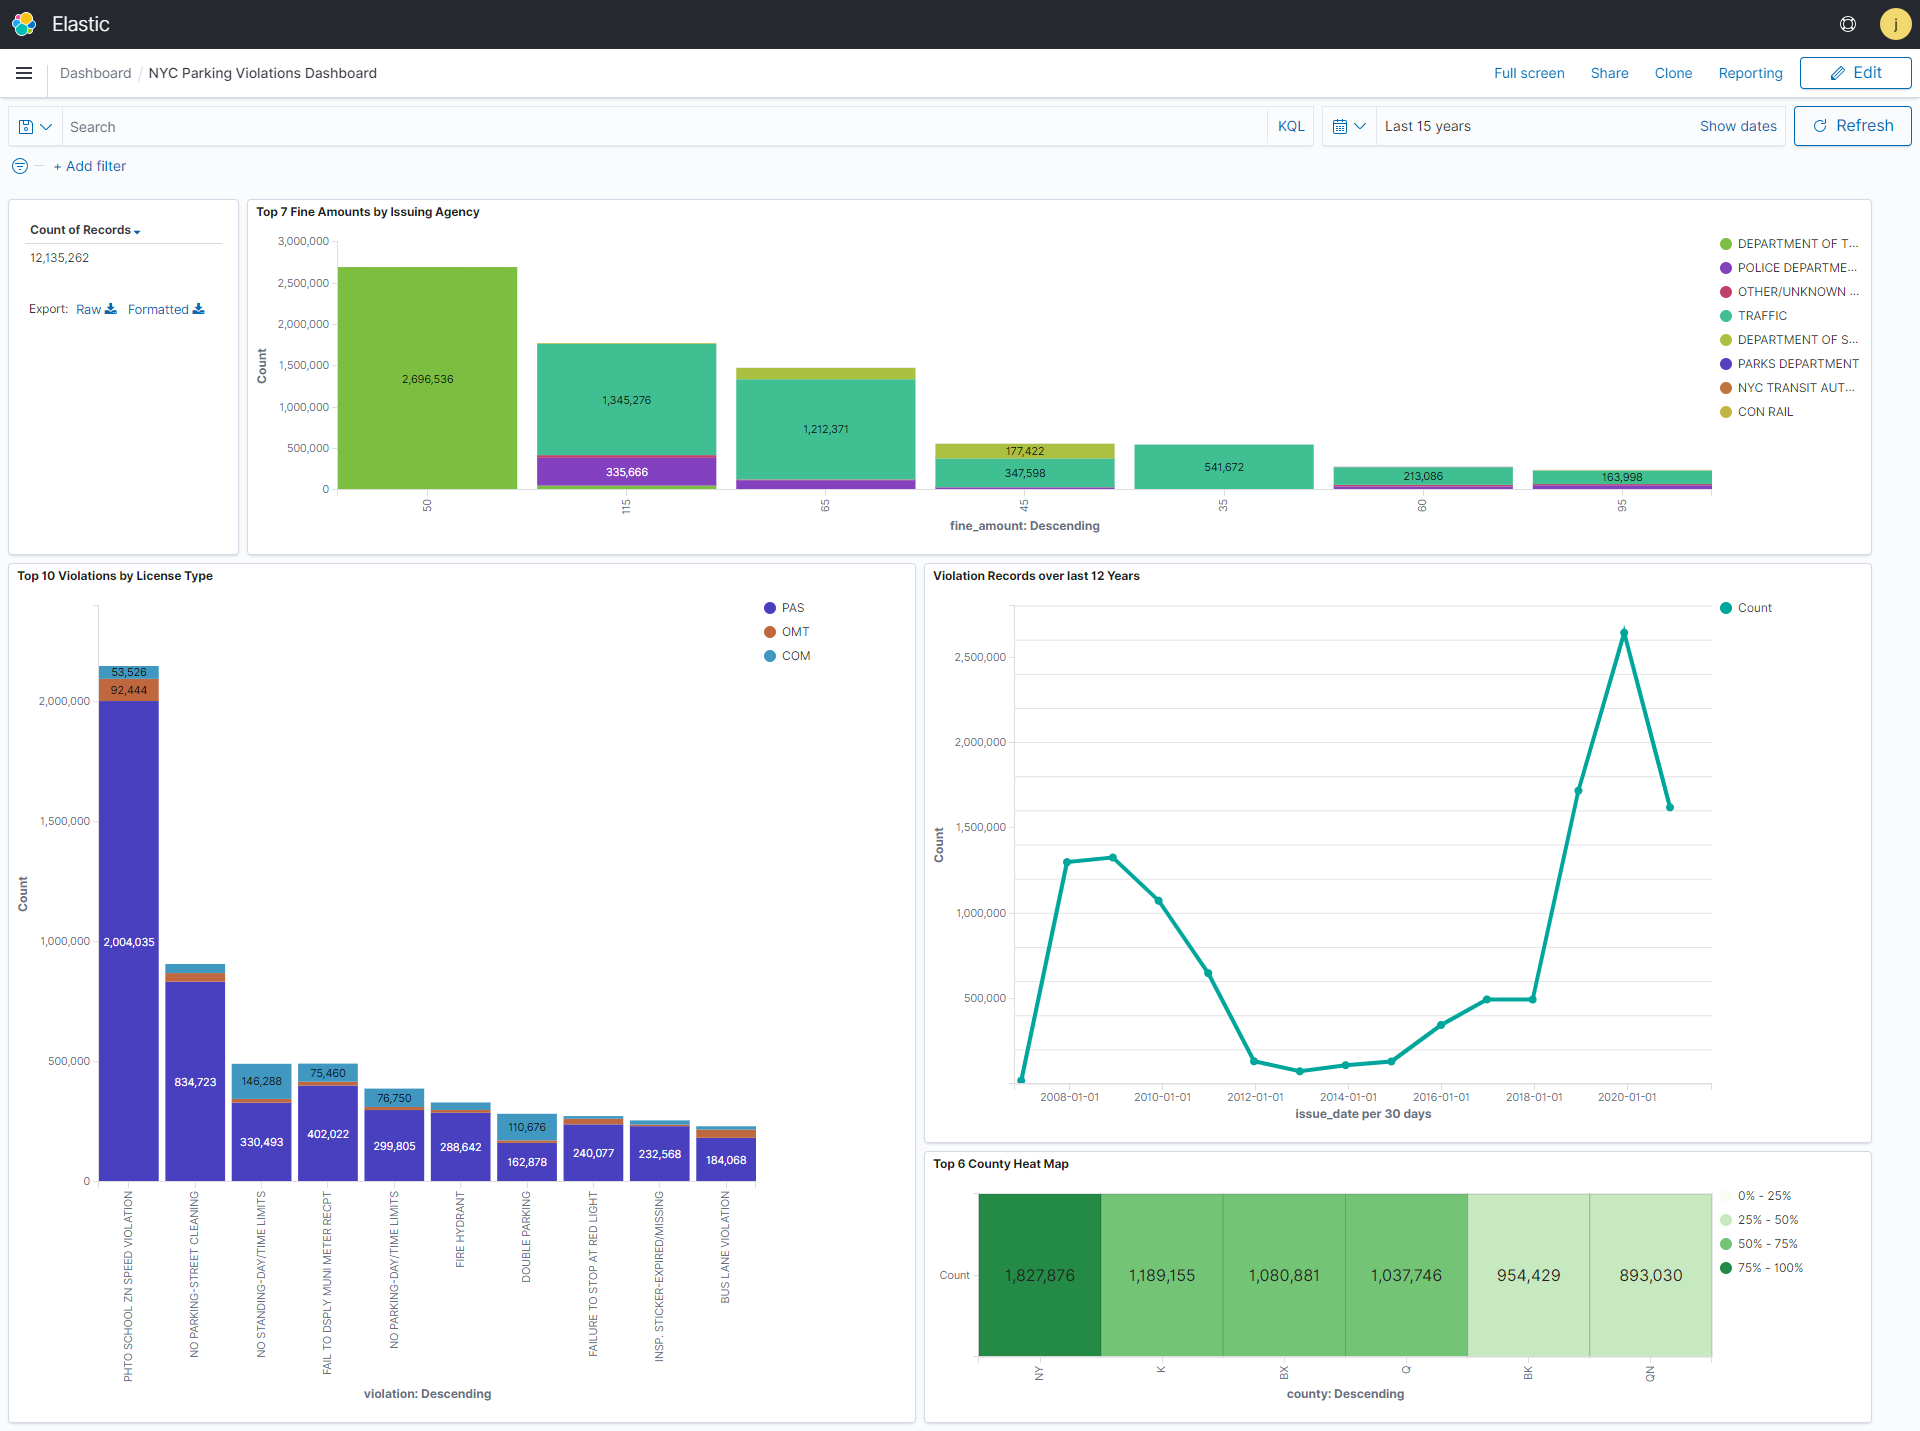 Elastic
j
Dashboard / NYC Parking Violations Dashboard
Full screen
Share
Clone
Reporting
Edit
Search
KQL
Last 15 years
Show dates
Refresh
+ Add filter
Count of Records
12,135,262
Export: Raw Formatted
Top 7 Fine Amounts by Issuing Agency
3,000,000
2,500,000
2,000,000
1,500,000
1,000,000
500,000
0
Count
2,696,536
1,345,276
335,666
1,212,371
177,422
347,598
541,672
213,086
163,998
50
115
65
45
35
60
95
fine_amount: Descending
DEPARTMENT OF T...
POLICE DEPARTME...
OTHER/UNKNOWN ...
TRAFFIC
DEPARTMENT OF S...
PARKS DEPARTMENT
NYC TRANSIT AUT...
CON RAIL
Top 10 Violations by License Type
2,000,000
1,500,000
1,000,000
500,000
0
Count
53,526
92,444
2,004,035
834,723
146,288
330,493
75,460
402,022
76,750
299,805
288,642
110,676
162,878
240,077
232,568
184,068
PHTO SCHOOL ZN SPEED VIOLATION
NO PARKING-STREET CLEANING
NO STANDING-DAY/TIME LIMITS
FAIL TO DSPLY MUNI METER RECPT
NO PARKING-DAY/TIME LIMITS
FIRE HYDRANT
DOUBLE PARKING
FAILURE TO STOP AT RED LIGHT
INSP. STICKER-EXPIRED/MISSING
BUS LANE VIOLATION
violation: Descending
PAS
OMT
COM
Violation Records over last 12 Years
2,500,000
2,000,000
1,500,000
1,000,000
500,000
Count
2008-01-01
2010-01-01
2012-01-01
2014-01-01
2016-01-01
2018-01-01
2020-01-01
issue_date per 30 days
Count
Top 6 County Heat Map
Count
1,827,876
1,189,155
1,080,881
1,037,746
954,429
893,030
NY
K
BX
Q
BK
QN
county: Descending
0% - 25%
25% - 50%
50% - 75%
75% - 100%